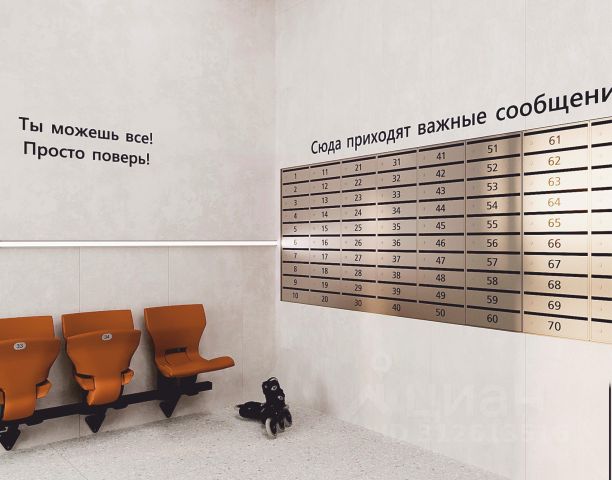 Ты можешь все!
Просто поверь!
Сюда приходят важные сообщени
1 11 21 31 41 51 61
2 12 22 32 42 52 62
3 13 23 33 43 53 63
4 14 24 34 44 54 64
5 15 25 35 45 55 65
6 16 26 36 46 56 66
7 17 27 37 47 57 67
8 18 28 38 48 58 68
9 19 29 39 49 59 69
10 20 30 40 50 60 70
33 34
циан